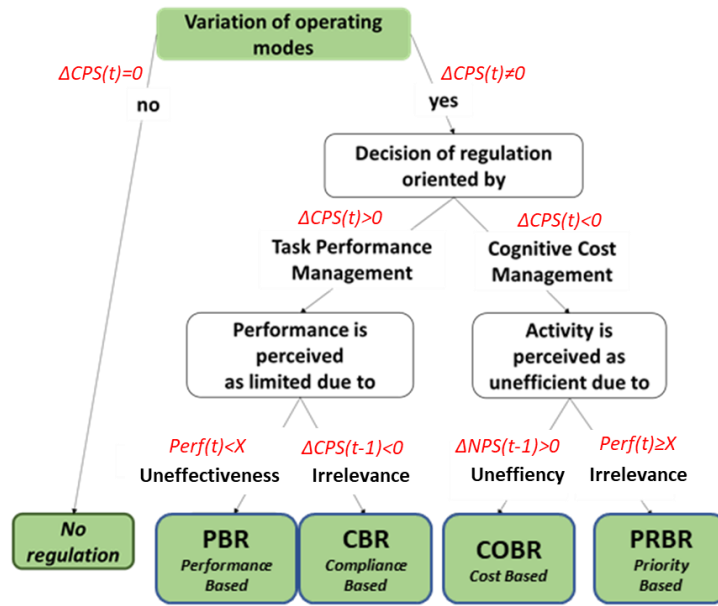 Variation of operating
modes
ΔCPS(t)=0
ΔCPS(t)≠0
no
yes
Decision of regulation
oriented by
ΔCPS(t)>0
ΔCPS(t)<0
Task Performance
Management
Cognitive Cost
Management
Performance is
perceived
as limited due to
Activity is
perceived as
unefficient due to
Perf(t)<X
ΔCPS(t-1)<0
ΔNPS(t-1)>0
Perf(t)≥X
Uneffectiveness
Irrelevance
Uneffiency
Irrelevance
No
regulation
PBR
Performance
Based
CBR
Compliance
Based
COBR
Cost Based
PRBR
Priority
Based